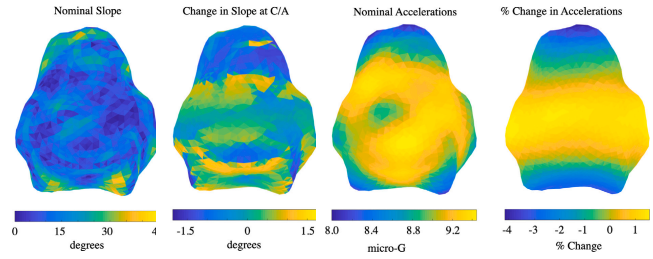 Nominal Slope
Change in Slope at C/A
Nominal Accelerations
% Change in Accelerations
0 15 30 4
-1.5 0 1.5
8.0 8.4 8.8 9.2
-4 -3 -2 -1 0 1
degrees
degrees
micro-G
% Change